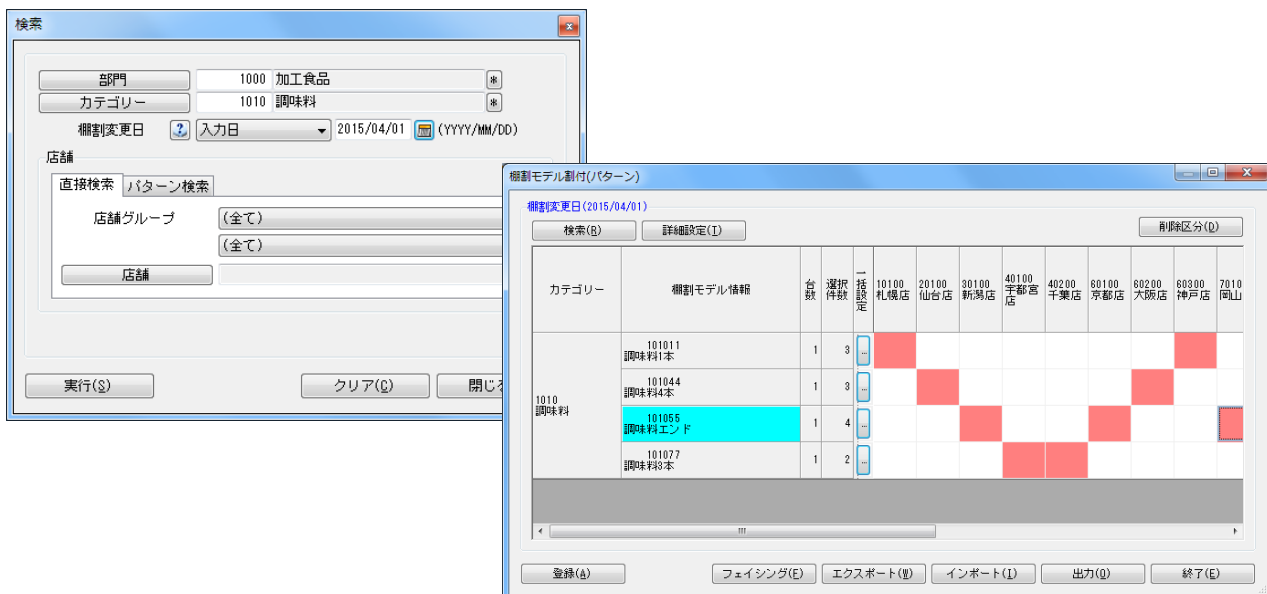 検索
部門 1000 加工食品 *
カテゴリー 1010 調味料 *
棚割変更日 ? 入力日 2015/04/01 (YYYY/MM/DD)
店舗
直接検索 パターン検索
店舗グループ (全て)
(全て)
店舗
実行(S) クリア(C) 閉じ
棚割モデル割付(パターン)
棚割変更日(2015/04/01)
検索(R) 詳細設定(I) 削除区分(D)
カテゴリー 棚割モデル情報 台数 選択件数 一括設定 10100 札幌店 20100 仙台店 30100 新潟店 40100 宇都宮店 40200 千葉店 60100 京都店 60200 大阪店 60300 神戸店 7010 岡山
1010 調味料
101011 調味料1本 1 3 ...
101044 調味料4本 1 3 ...
101055 調味料エンド 1 4 ...
101077 調味料3本 1 2 ...
登録(A) フェイシング(F) エクスポート(W) インポート(I) 出力(O) 終了(E)